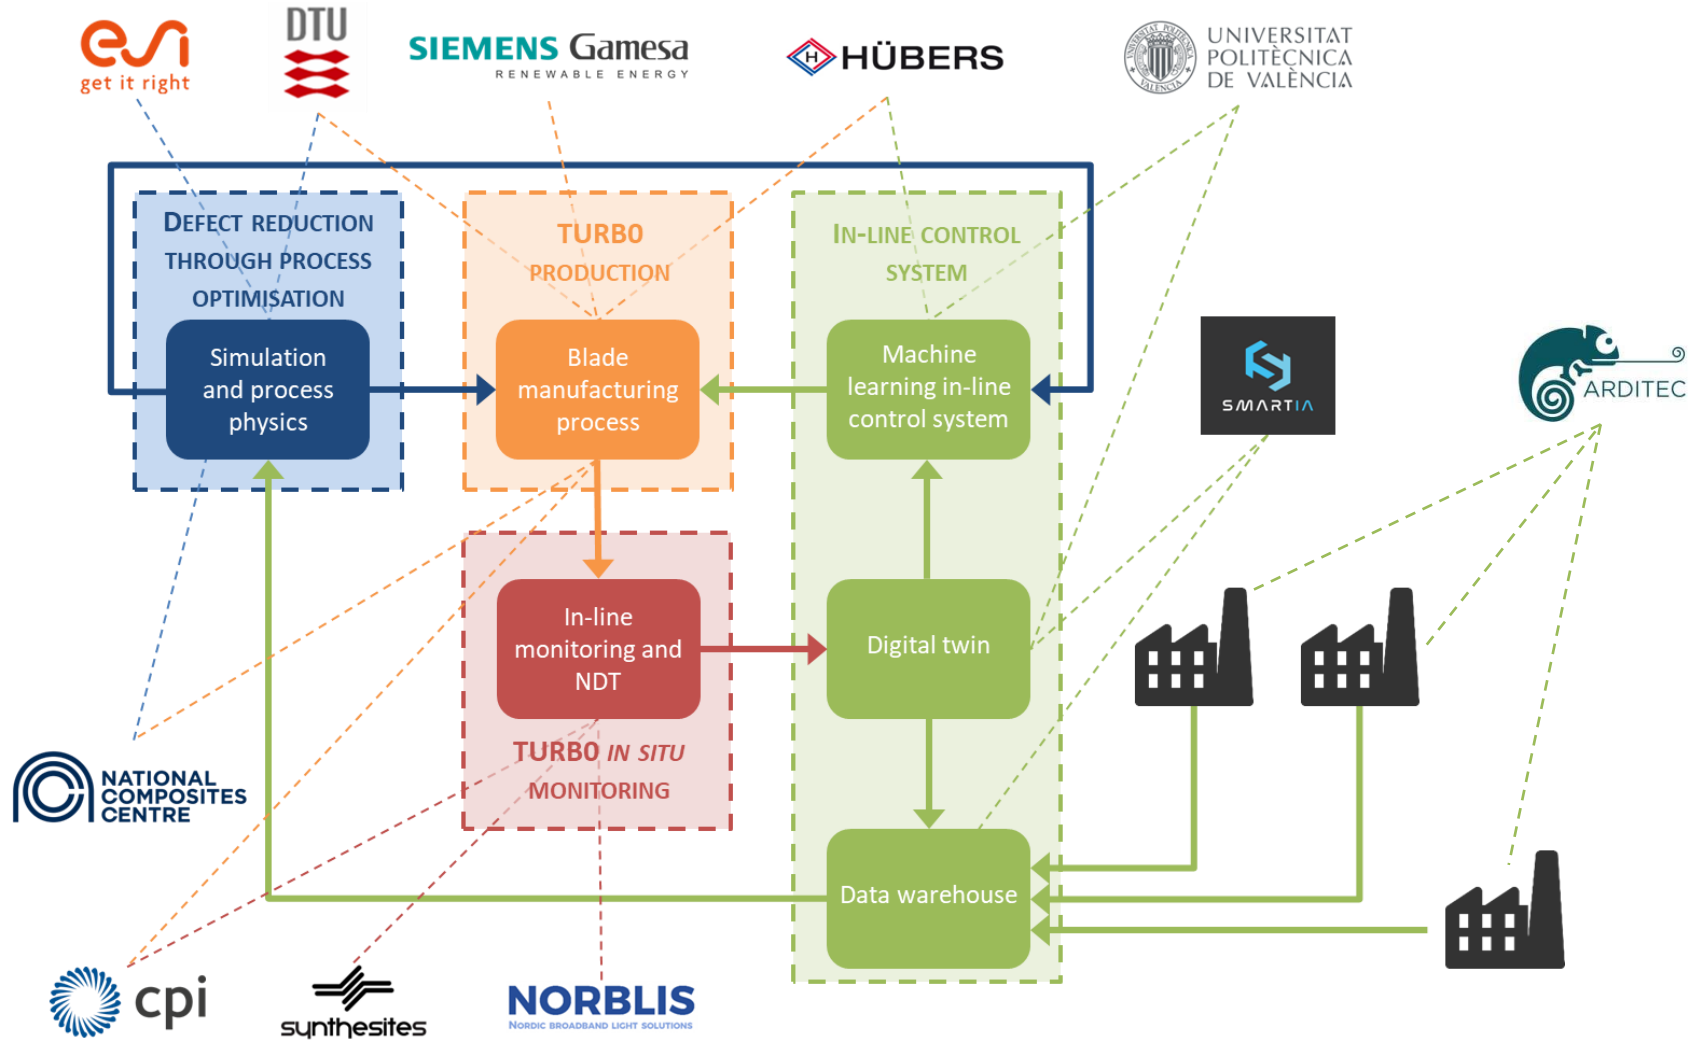 esi
get it right
DTU
SIEMENS Gamesa
RENEWABLE ENERGY
H
HÜBERS
UNIVERSITAT
POLITÈCNICA
DE VALÈNCIA
DEFECT REDUCTION
THROUGH PROCESS
OPTIMISATION
TURB0
PRODUCTION
IN-LINE CONTROL
SYSTEM
Simulation
and process
physics
Blade
manufacturing
process
Machine
learning in-line
control system
SMARTIA
ARDITEC
In-line
monitoring and
NDT
Digital twin
TURB0 IN SITU
MONITORING
NATIONAL
COMPOSITES
CENTRE
Data warehouse
cpi
synthesites
NORBLIS
NORDIC BROADBAND LIGHT SOLUTIONS